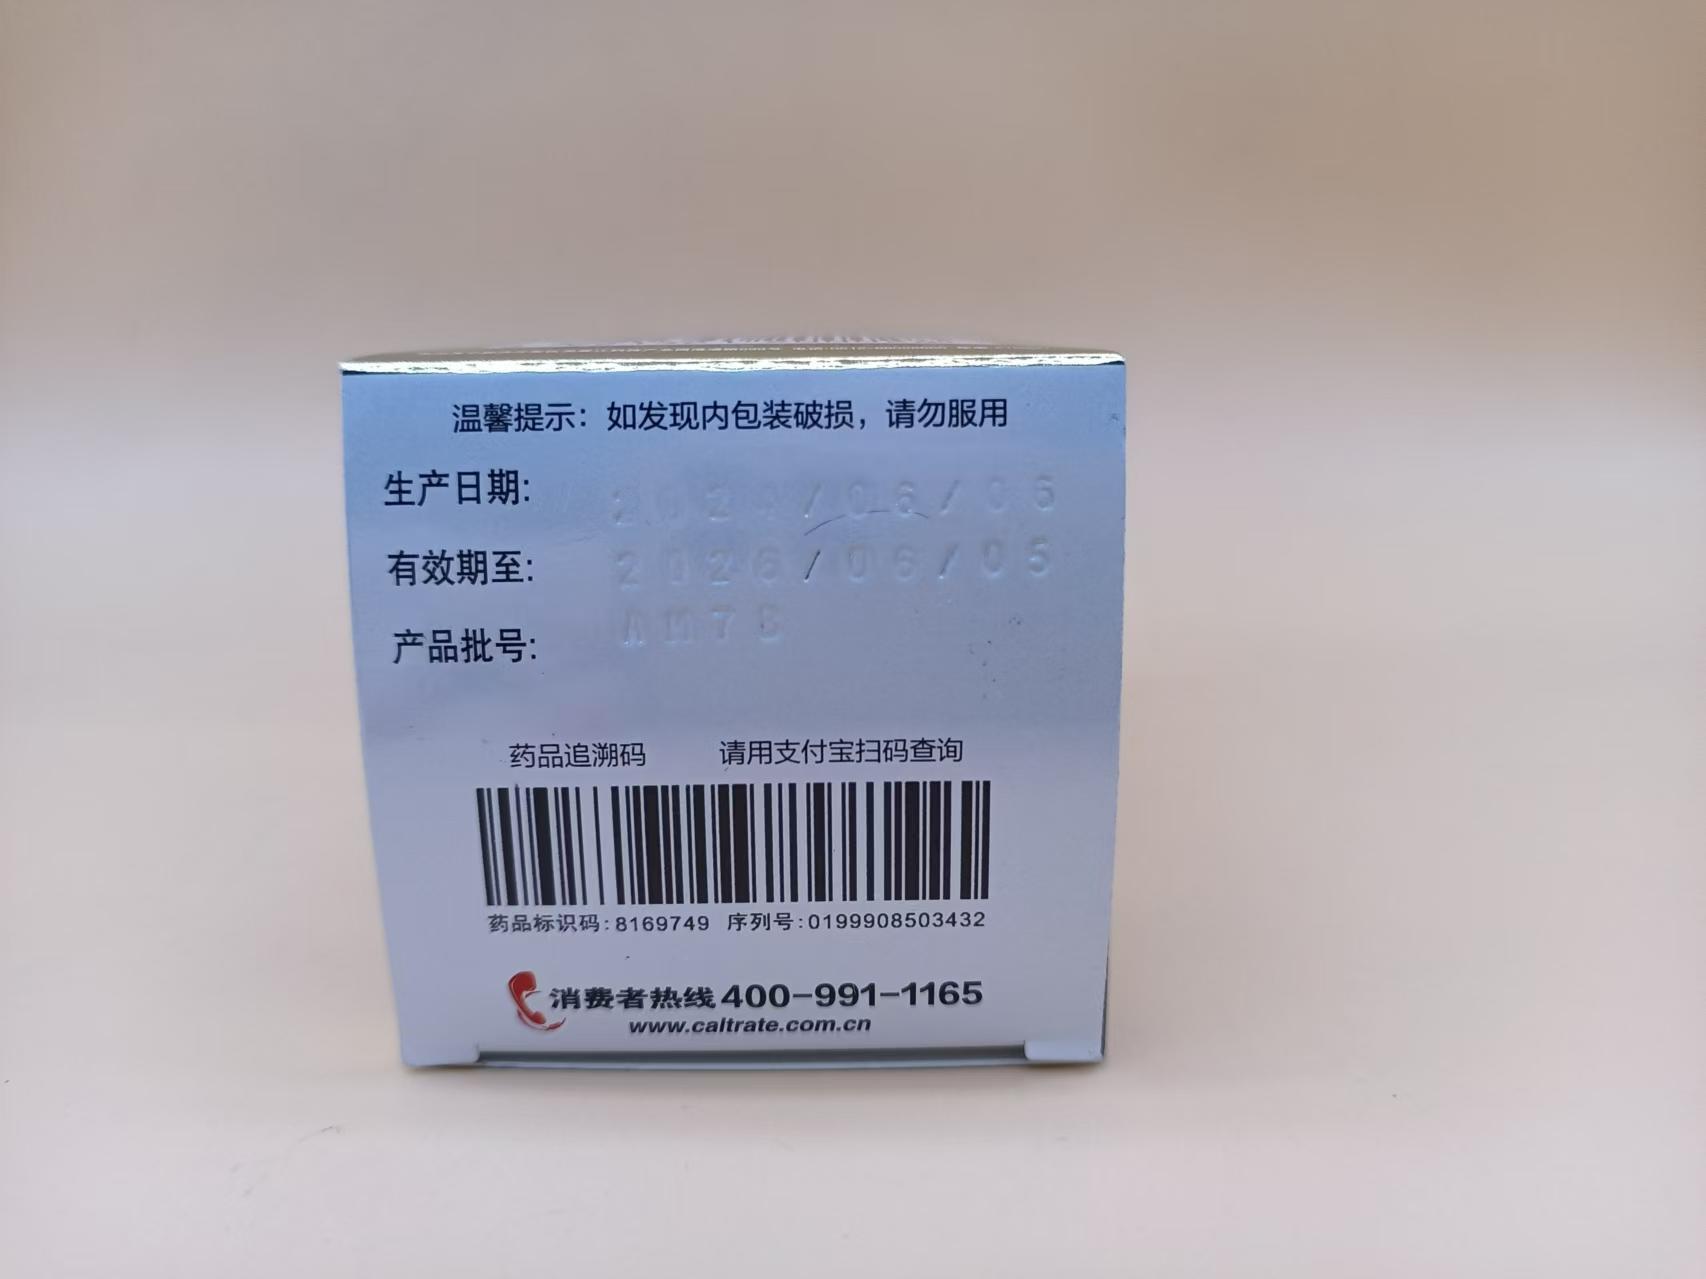 温馨提示：如发现内包装破损，请勿服用
生产日期: 2024/06/05
有效期至: 2026/06/05
产品批号:
药品追溯码 请用支付宝扫码查询
药品标识码:8169749 序列号:0199908503432
消费者热线400-991-1165
www.caltrate.com.cn